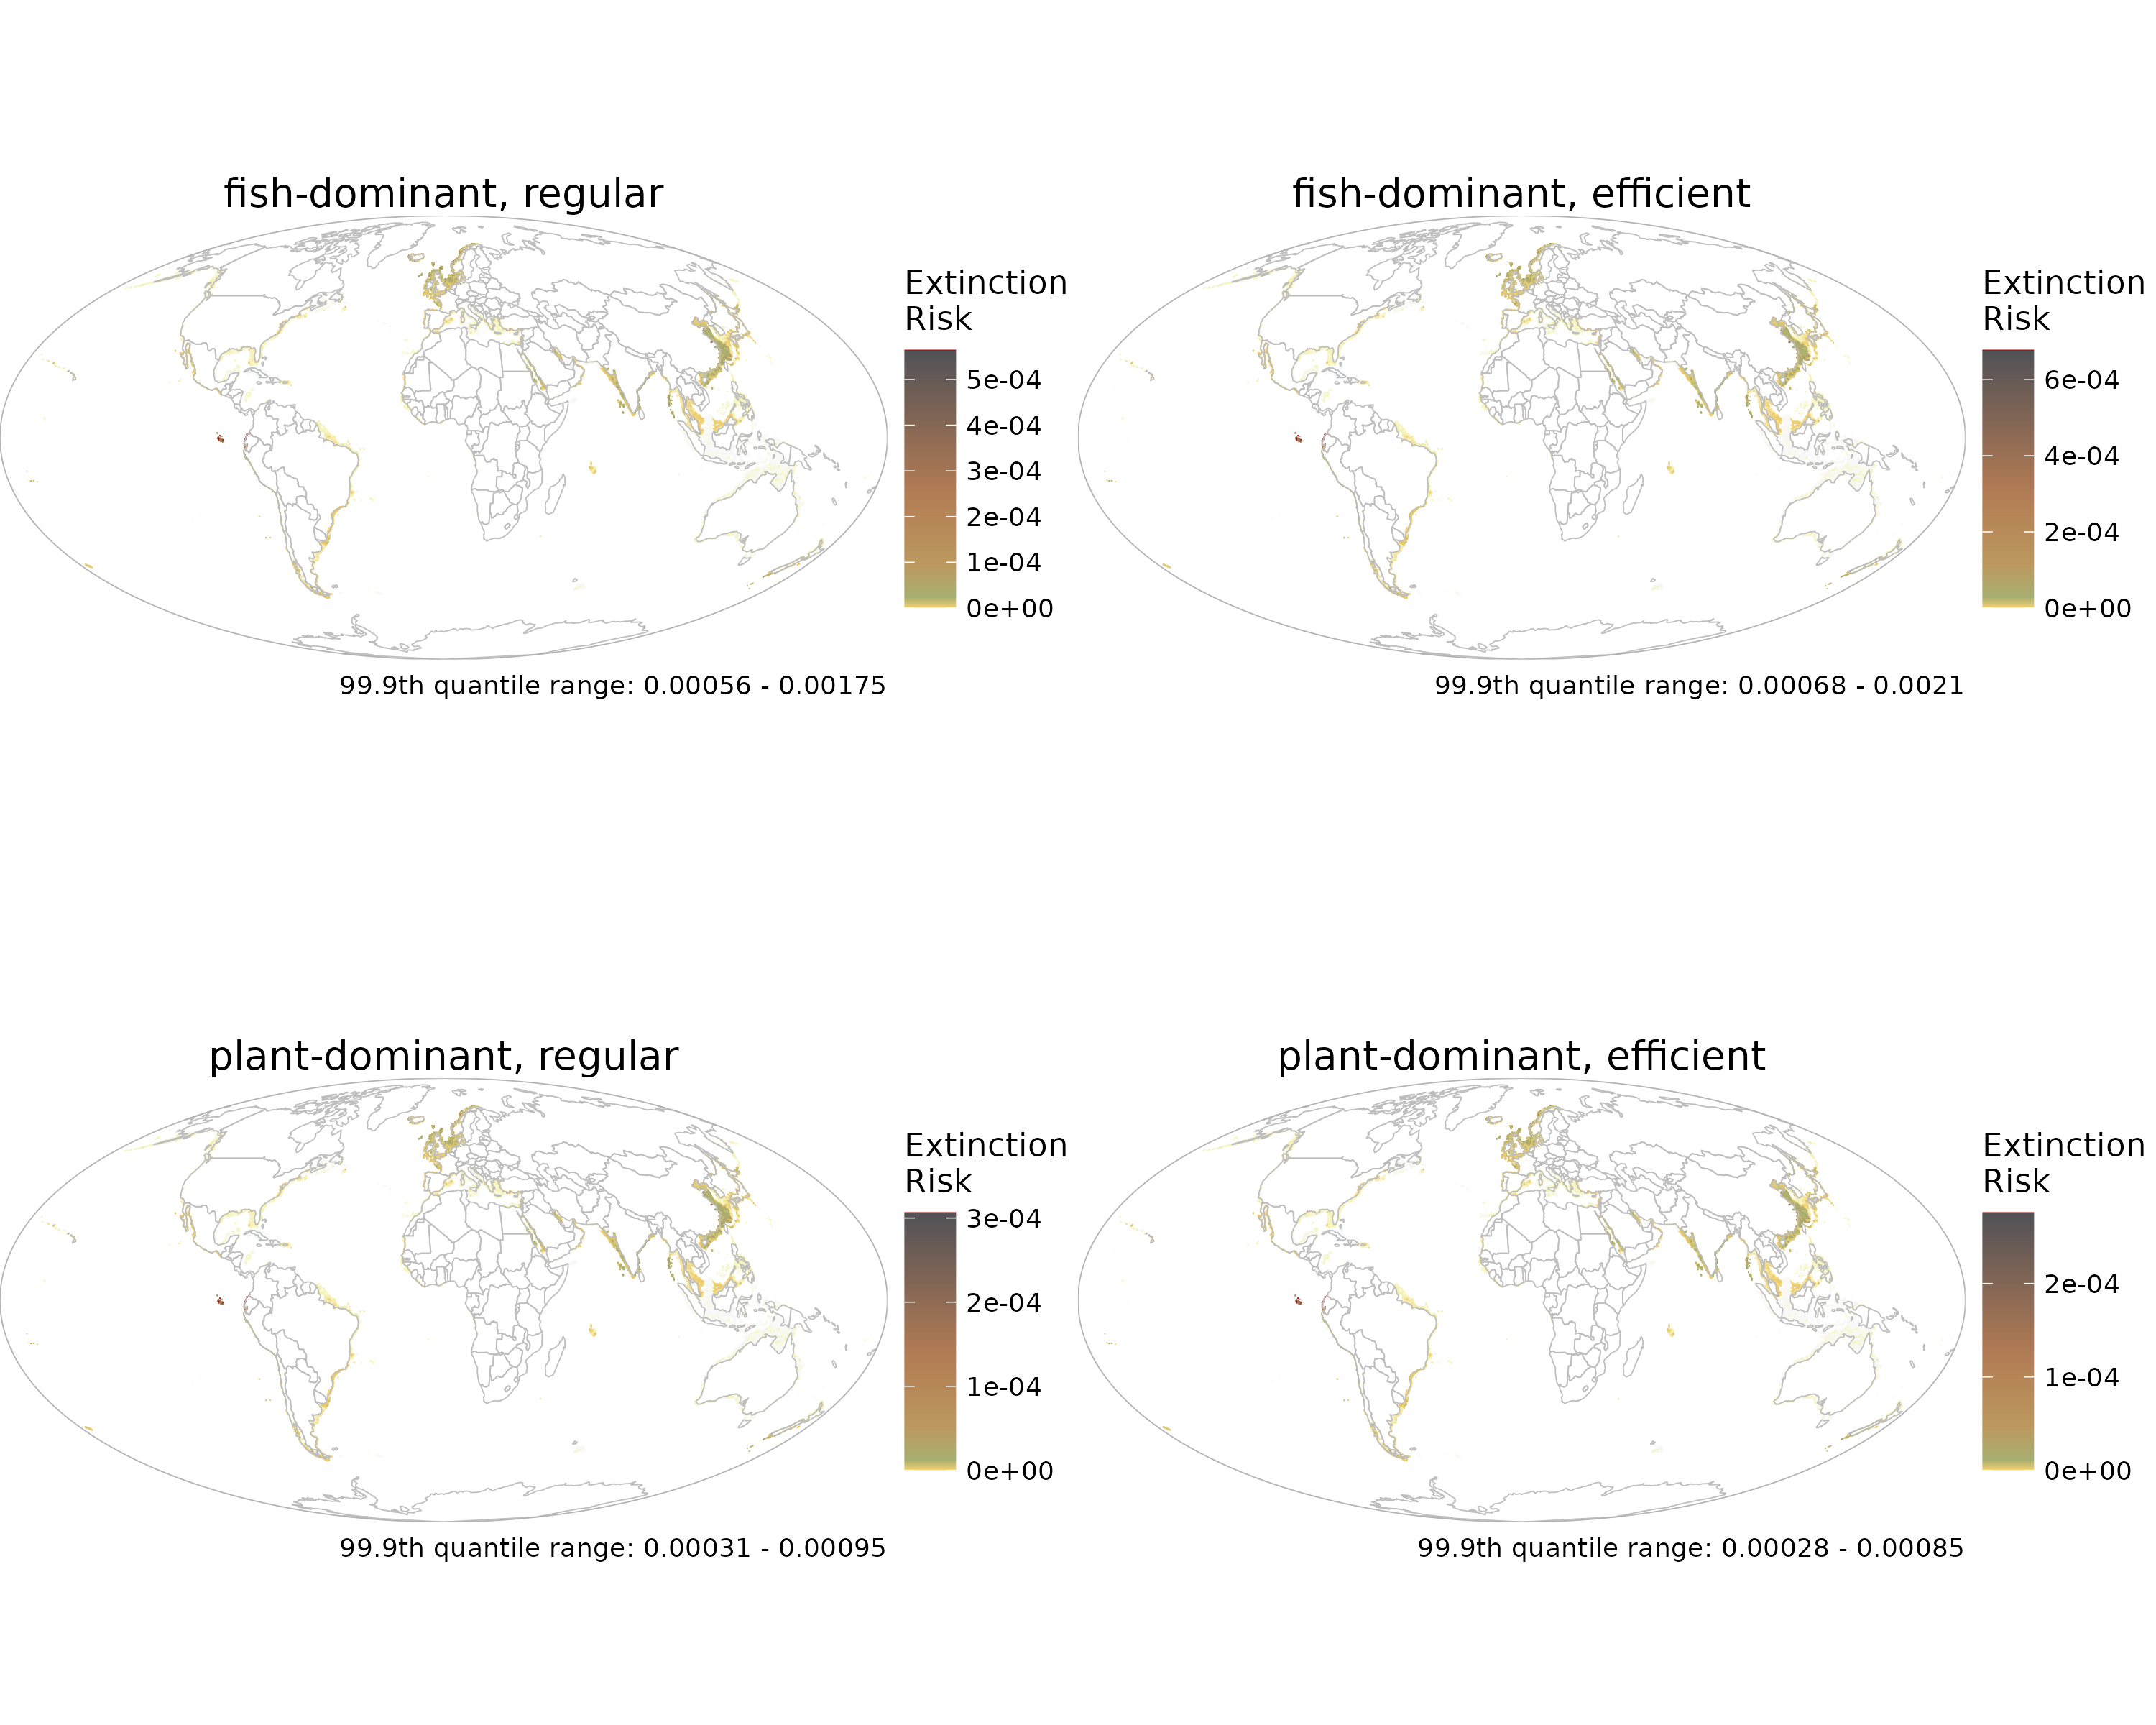 fish-dominant, regular
Extinction
Risk
5e-04
4e-04
3e-04
2e-04
1e-04
0e+00
99.9th quantile range: 0.00056 - 0.00175
fish-dominant, efficient
Extinction
Risk
6e-04
4e-04
2e-04
0e+00
99.9th quantile range: 0.00068 - 0.0021
plant-dominant, regular
Extinction
Risk
3e-04
2e-04
1e-04
0e+00
99.9th quantile range: 0.00031 - 0.00095
plant-dominant, efficient
Extinction
Risk
2e-04
1e-04
0e+00
99.9th quantile range: 0.00028 - 0.00085